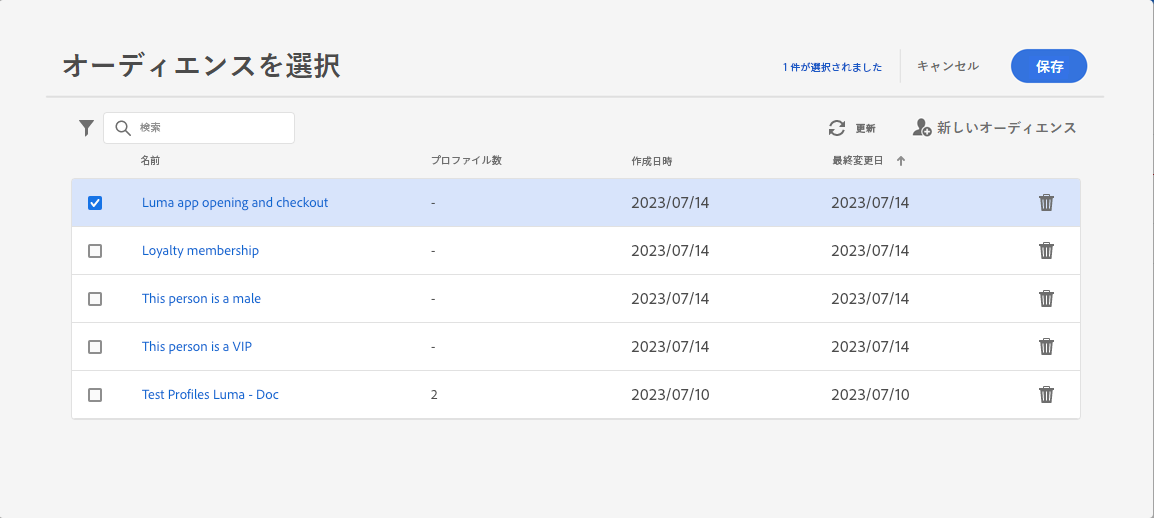 オーディエンスを選択
1 件が選択されました キャンセル 保存
検索 更新 新しいオーディエンス
名前 プロファイル数 作成日時 最終変更日
Luma app opening and checkout - 2023/07/14 2023/07/14
Loyalty membership - 2023/07/14 2023/07/14
This person is a male - 2023/07/14 2023/07/14
This person is a VIP - 2023/07/14 2023/07/14
Test Profiles Luma - Doc 2 2023/07/10 2023/07/10